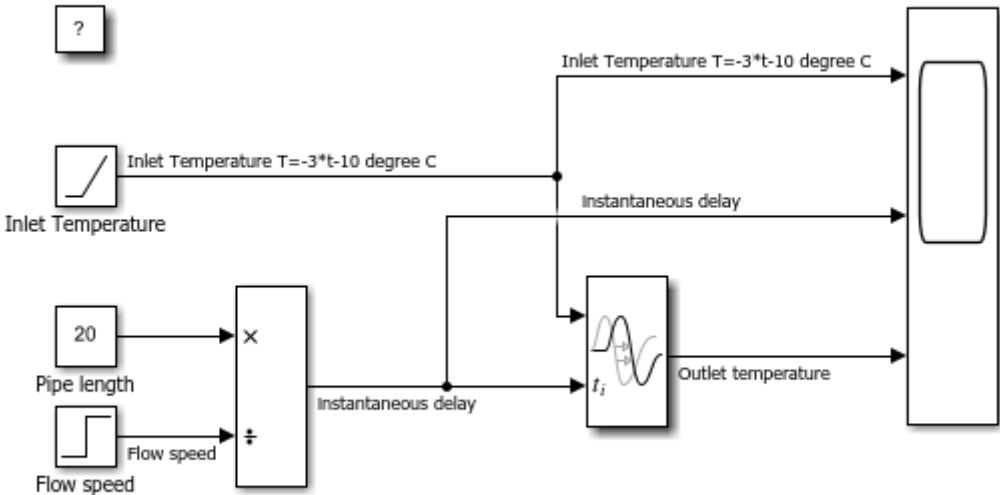 ?
Inlet Temperature T=-3*t-10 degree C
Inlet Temperature T=-3*t-10 degree C
Inlet Temperature
Instantaneous delay
20
×
Pipe length
t_i
Outlet temperature
Instantaneous delay
÷
Flow speed
Flow speed